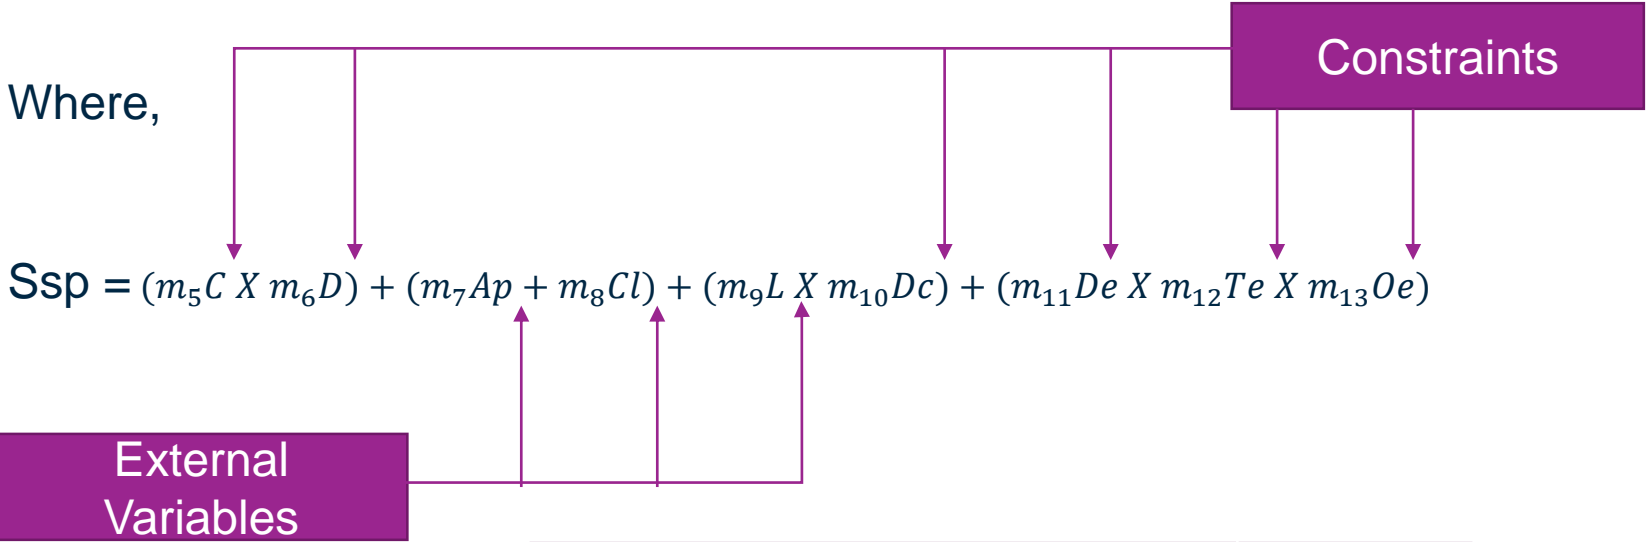 Constraints
Where,
Ssp = (m₅C X m₆D) + (m₇Ap + m₈Cl) + (m₉L X m₁₀Dc) + (m₁₁De X m₁₂Te X m₁₃Oe)
External
Variables